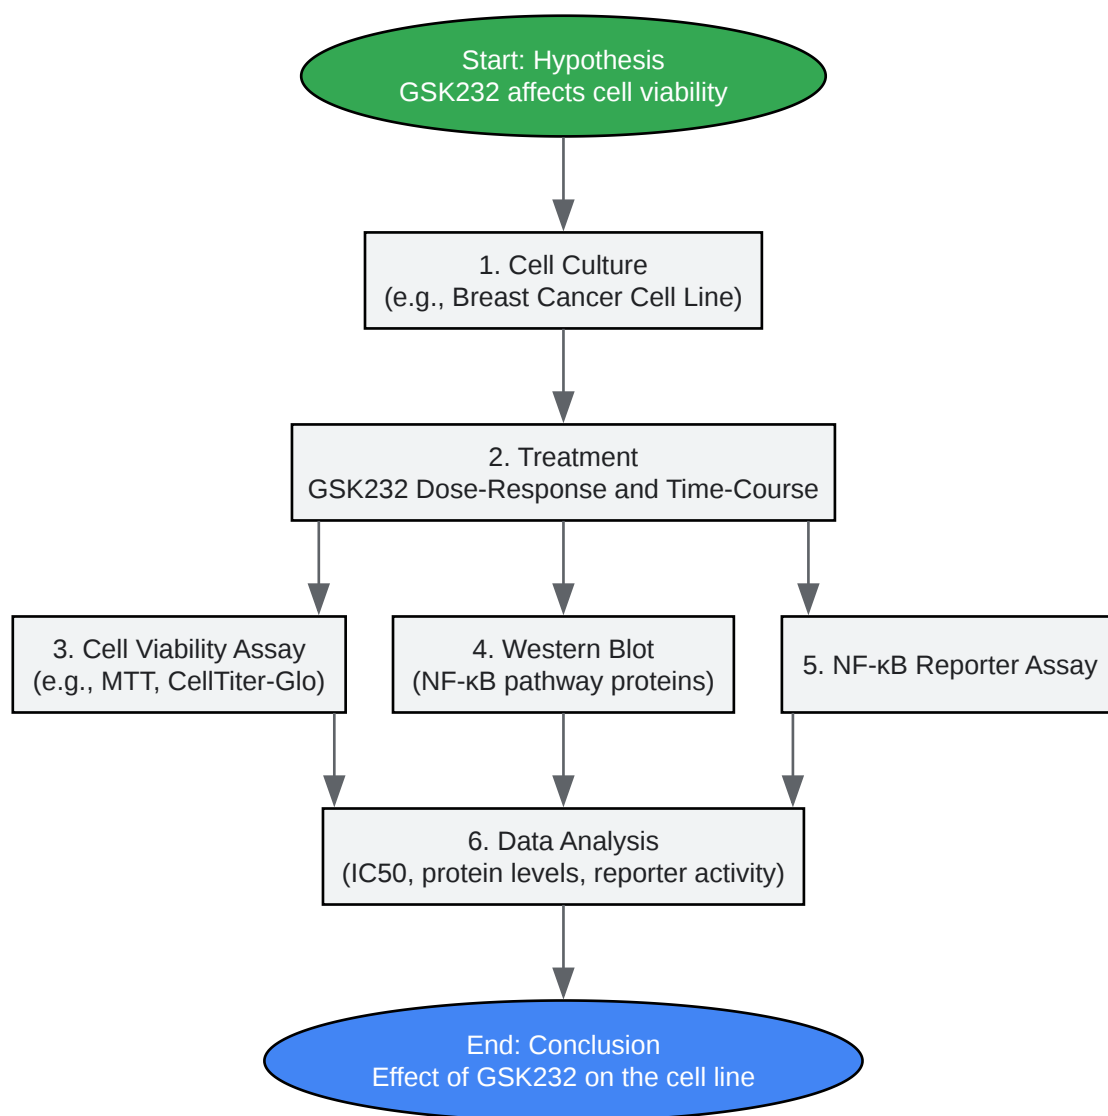 Start: Hypothesis
GSK232 affects cell viability
1. Cell Culture
(e.g., Breast Cancer Cell Line)
2. Treatment
GSK232 Dose-Response and Time-Course
3. Cell Viability Assay
(e.g., MTT, CellTiter-Glo)
4. Western Blot
(NF-κB pathway proteins)
5. NF-κB Reporter Assay
6. Data Analysis
(IC50, protein levels, reporter activity)
End: Conclusion
Effect of GSK232 on the cell line